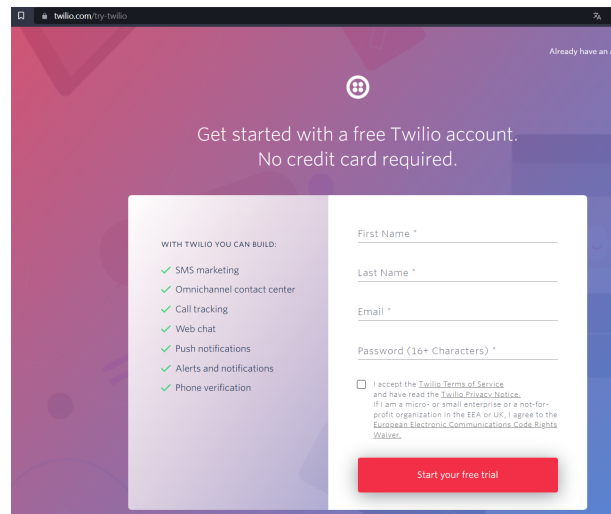 twilio.com/try-twilio
Already have an a
Get started with a free Twilio account.
No credit card required.
WITH TWILIO YOU CAN BUILD:
SMS marketing
Omnichannel contact center
Call tracking
Web chat
Push notifications
Alerts and notifications
Phone verification
First Name *
Last Name *
Email *
Password (16+ Characters) *
I accept the Twilio Terms of Service
and have read the Twilio Privacy Notice.
If I am a micro- or small enterprise or a not-for-
profit organization in the EEA or UK, I agree to the
European Electronic Communications Code Rights
Waiver.
Start your free trial